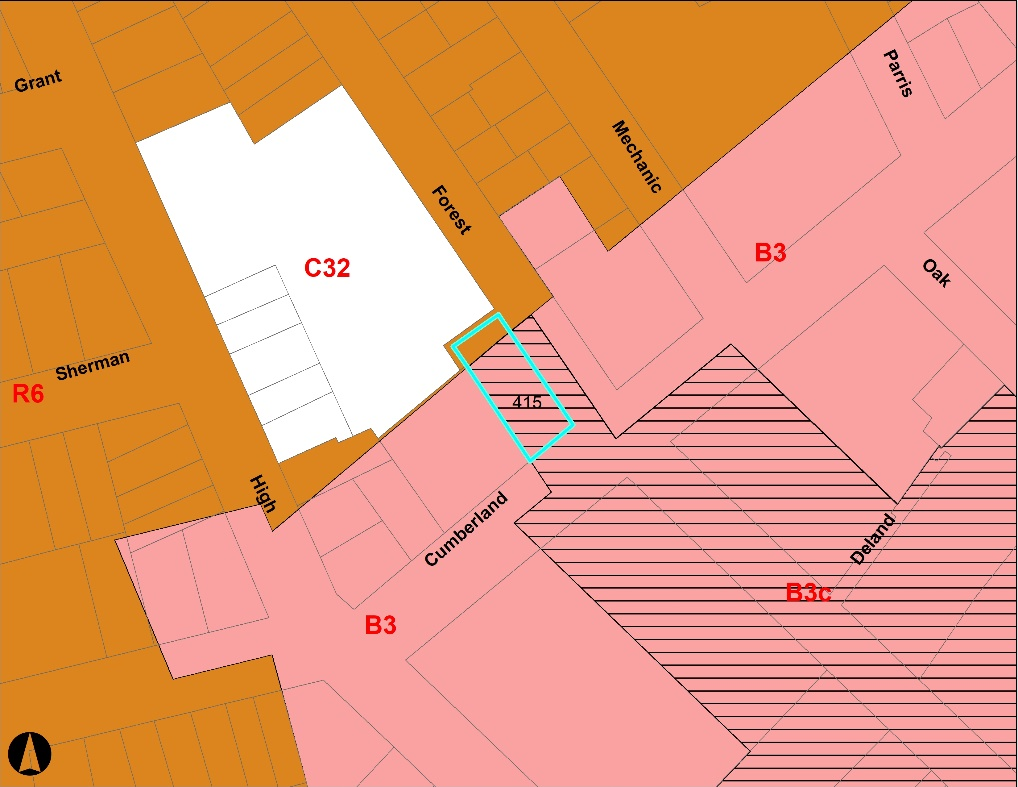 Grant
Parris
Mechanic
Forest
B3
C32
Oak
Sherman
R6
415
High
Cumberland
Deland
B3c
B3